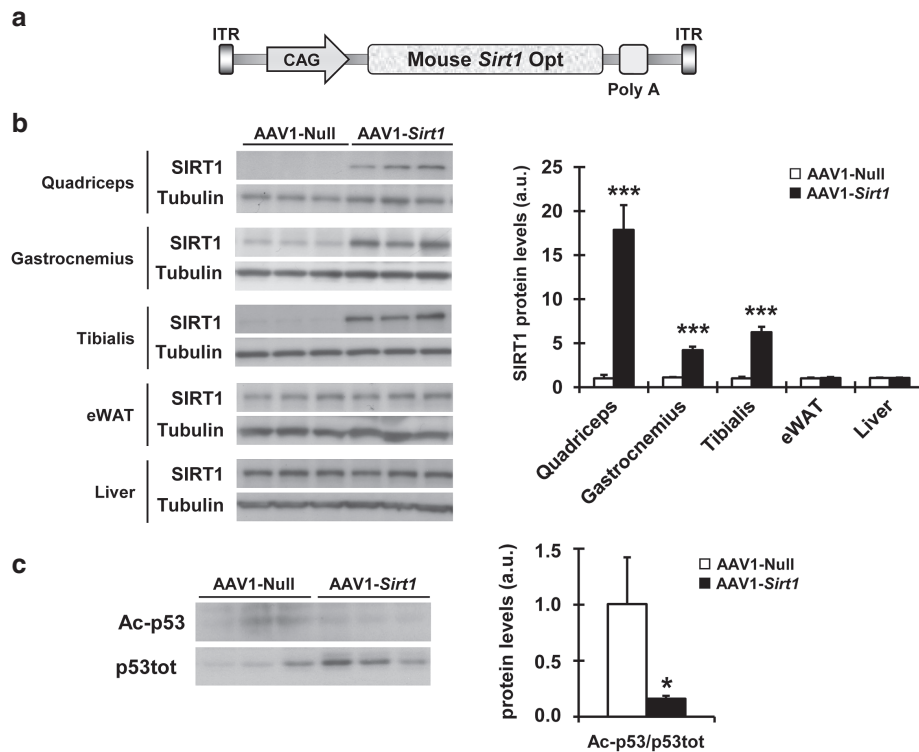 a
ITR
ITR
CAG
Mouse Sirt1 Opt
Poly A
b
AAV1-Null AAV1-Sirt1
Quadriceps
SIRT1
Tubulin
Gastrocnemius
SIRT1
Tubulin
Tibialis
SIRT1
Tubulin
eWAT
SIRT1
Tubulin
Liver
SIRT1
Tubulin
SIRT1 protein levels (a.u.)
25
20
15
10
5
0
***
***
***
AAV1-Null
AAV1-Sirt1
Quadriceps
Gastrocnemius
Tibialis
eWAT
Liver
c
AAV1-Null AAV1-Sirt1
Ac-p53
p53tot
protein levels (a.u.)
1.5
1.0
0.5
0.0
*
AAV1-Null
AAV1-Sirt1
Ac-p53/p53tot